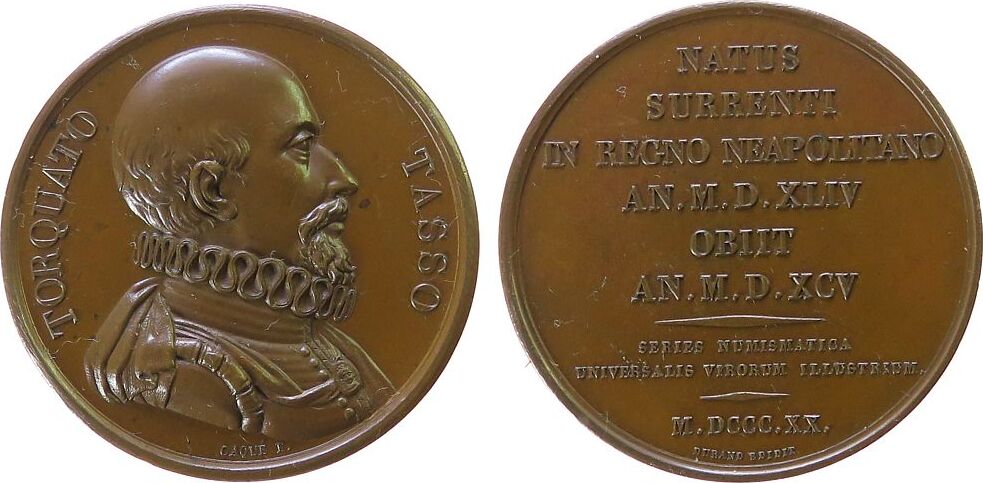 TORQUATO TASSO
CAQUÉ F.
NATUS
SURRENTI
IN REGNO NEAPOLITANO
AN. M. D. XLIV
OBIIT
AN. M. D. XCV
SERIES NUMISMATICA
UNIVERSALIS VIRORUM ILLUSTRIUM.
M. DCCC. XX.
DURAND EDIDIT